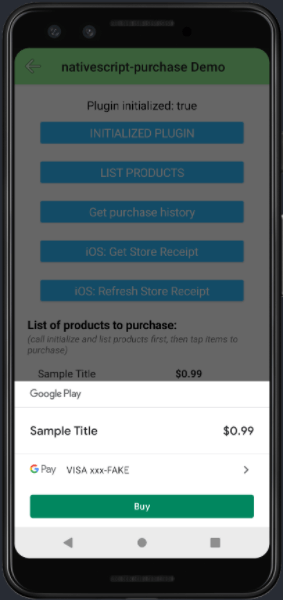 nativescript-purchase Demo
Plugin initialized: true
INITIALIZED PLUGIN
LIST PRODUCTS
Get purchase history
iOS: Get Store Receipt
iOS: Refresh Store Receipt
List of products to purchase:
(call initialize and list products first, then tap items to
purchase)
Sample Title $0.99
Google Play
Sample Title $0.99
G Pay VISA xxx-FAKE
Buy